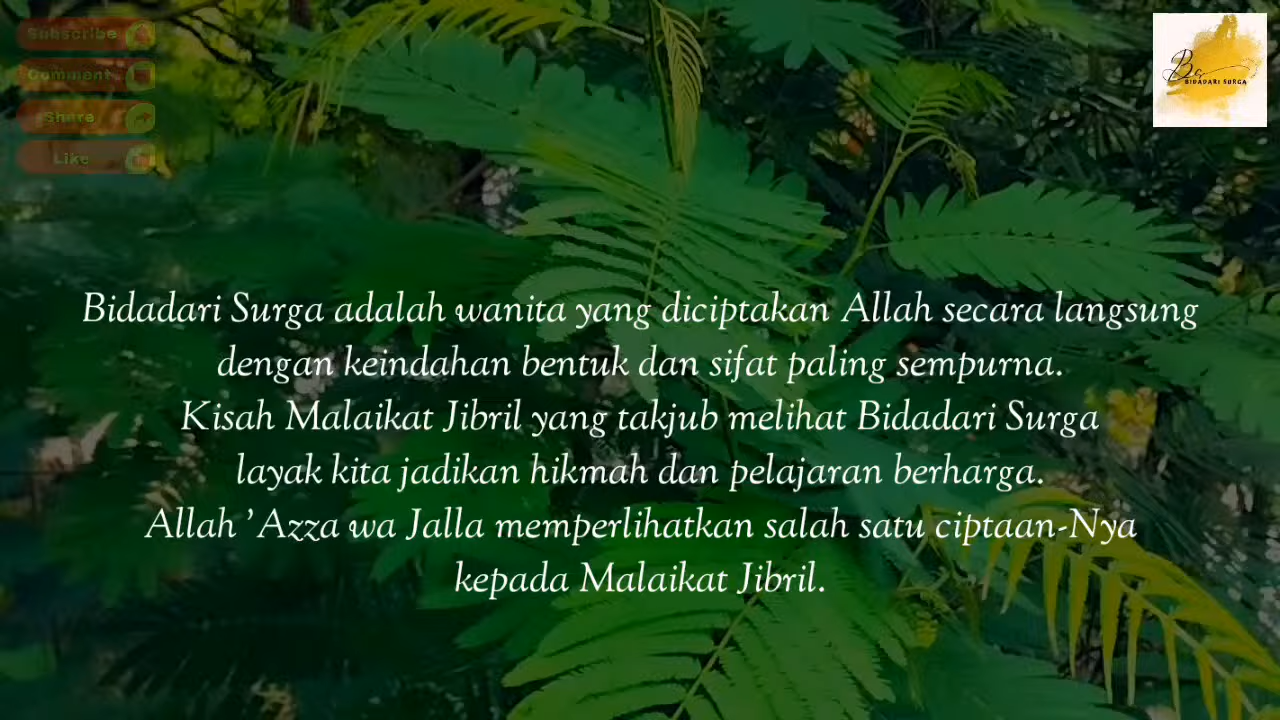 Subscribe
Comment
Share
Like
Bs
BIDADARI SURGA
Bidadari Surga adalah wanita yang diciptakan Allah secara langsung
dengan keindahan bentuk dan sifat paling sempurna.
Kisah Malaikat Jibril yang takjub melihat Bidadari Surga
layak kita jadikan hikmah dan pelajaran berharga.
Allah 'Azza wa Jalla memperlihatkan salah satu ciptaan-Nya
kepada Malaikat Jibril.